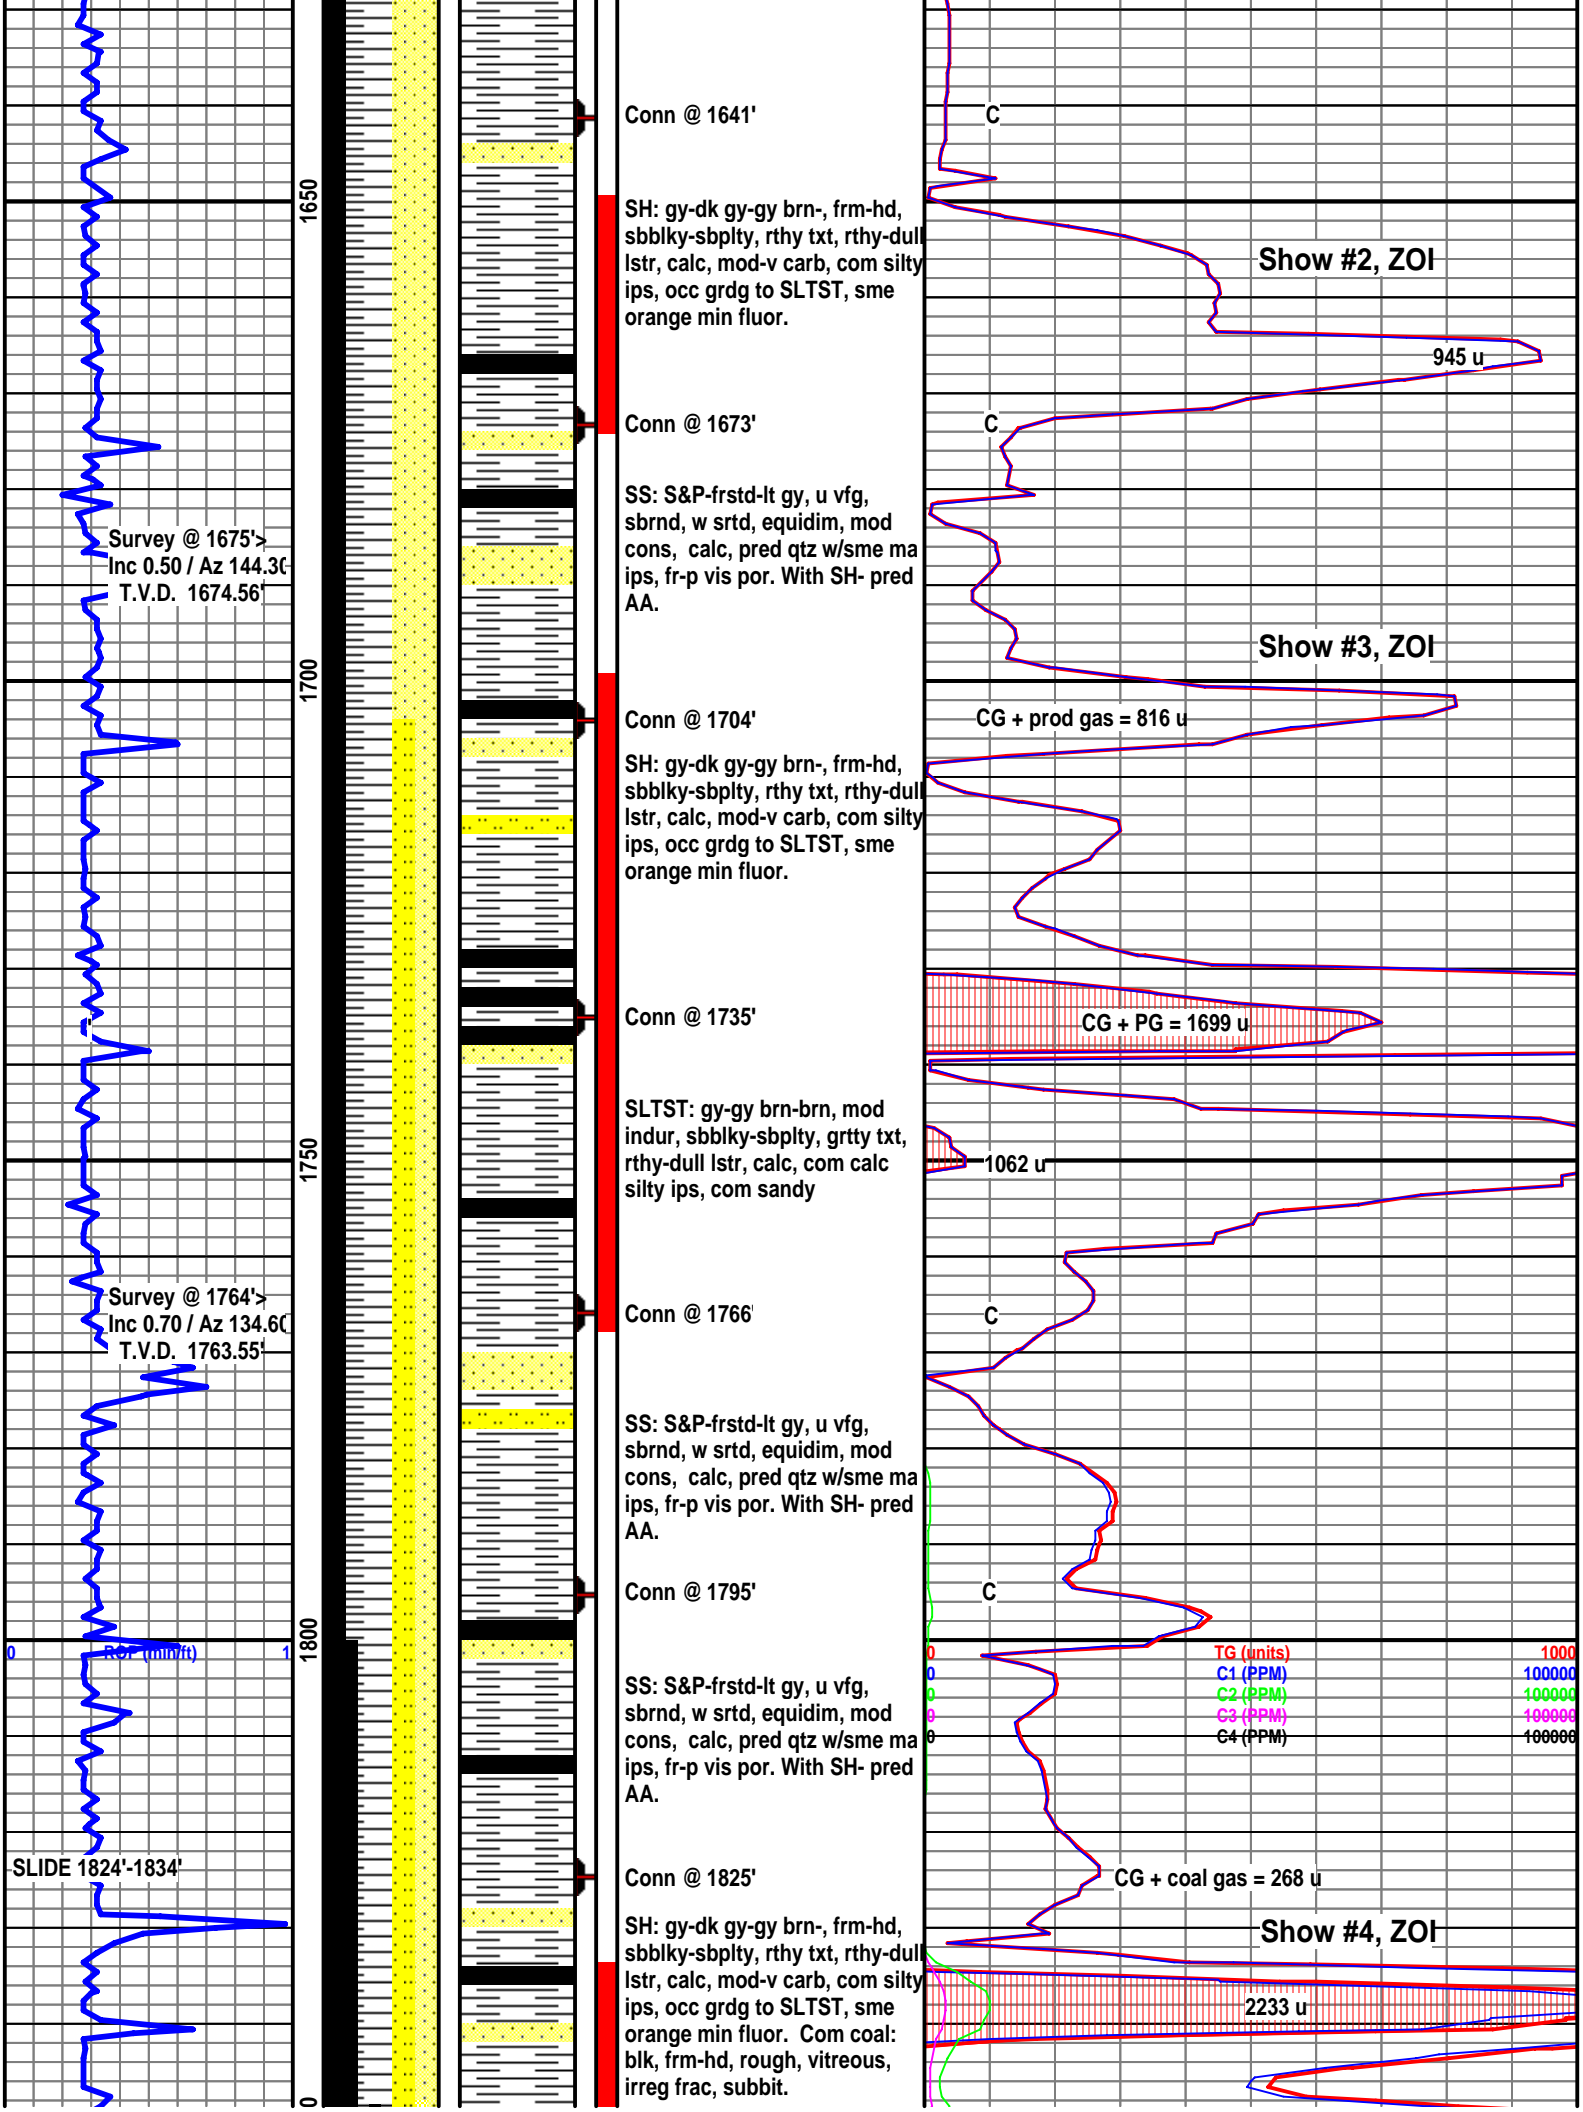 Conn @ 1641'
C
1650
SH: gy-dk gy-gy brn-, frm-hd,
sbblky-sbplty, rthy txt, rthy-dull
lstr, calc, mod-v carb, com silty
ips, occ grdg to SLTST, sme
orange min fluor.
Show #2, ZOI
945 u
Conn @ 1673'
C
SS: S&P-frstd-lt gy, u vfg,
sbrnd, w srtd, equidim, mod
cons, calc, pred qtz w/sme ma
ips, fr-p vis por. With SH- pred
AA.
Survey @ 1675'>
Inc 0.50 / Az 144.30
T.V.D. 1674.56'
Show #3, ZOI
1700
Conn @ 1704'
CG + prod gas = 816 u
SH: gy-dk gy-gy brn-, frm-hd,
sbblky-sbplty, rthy txt, rthy-dull
lstr, calc, mod-v carb, com silty
ips, occ grdg to SLTST, sme
orange min fluor.
Conn @ 1735'
CG + PG = 1699 u
SLTST: gy-gy brn-brn, mod
indur, sbblky-sbplty, grtty txt,
rthy-dull lstr, calc, com calc
silty ips, com sandy
1750
1062 u
Survey @ 1764'>
Inc 0.70 / Az 134.60
T.V.D. 1763.55'
Conn @ 1766'
C
SS: S&P-frstd-lt gy, u vfg,
sbrnd, w srtd, equidim, mod
cons, calc, pred qtz w/sme ma
ips, fr-p vis por. With SH- pred
AA.
Conn @ 1795'
C
1800
0 ROP (min/ft) 1
0 TG (units) 1000
0 C1 (PPM) 100000
0 C2 (PPM) 100000
0 C3 (PPM) 100000
0 C4 (PPM) 100000
SS: S&P-frstd-lt gy, u vfg,
sbrnd, w srtd, equidim, mod
cons, calc, pred qtz w/sme ma
ips, fr-p vis por. With SH- pred
AA.
SLIDE 1824'-1834'
Conn @ 1825'
CG + coal gas = 268 u
Show #4, ZOI
SH: gy-dk gy-gy brn-, frm-hd,
sbblky-sbplty, rthy txt, rthy-dull
lstr, calc, mod-v carb, com silty
ips, occ grdg to SLTST, sme
orange min fluor. Com coal:
blk, frm-hd, rough, vitreous,
irreg frac, subbit.
2233 u
0